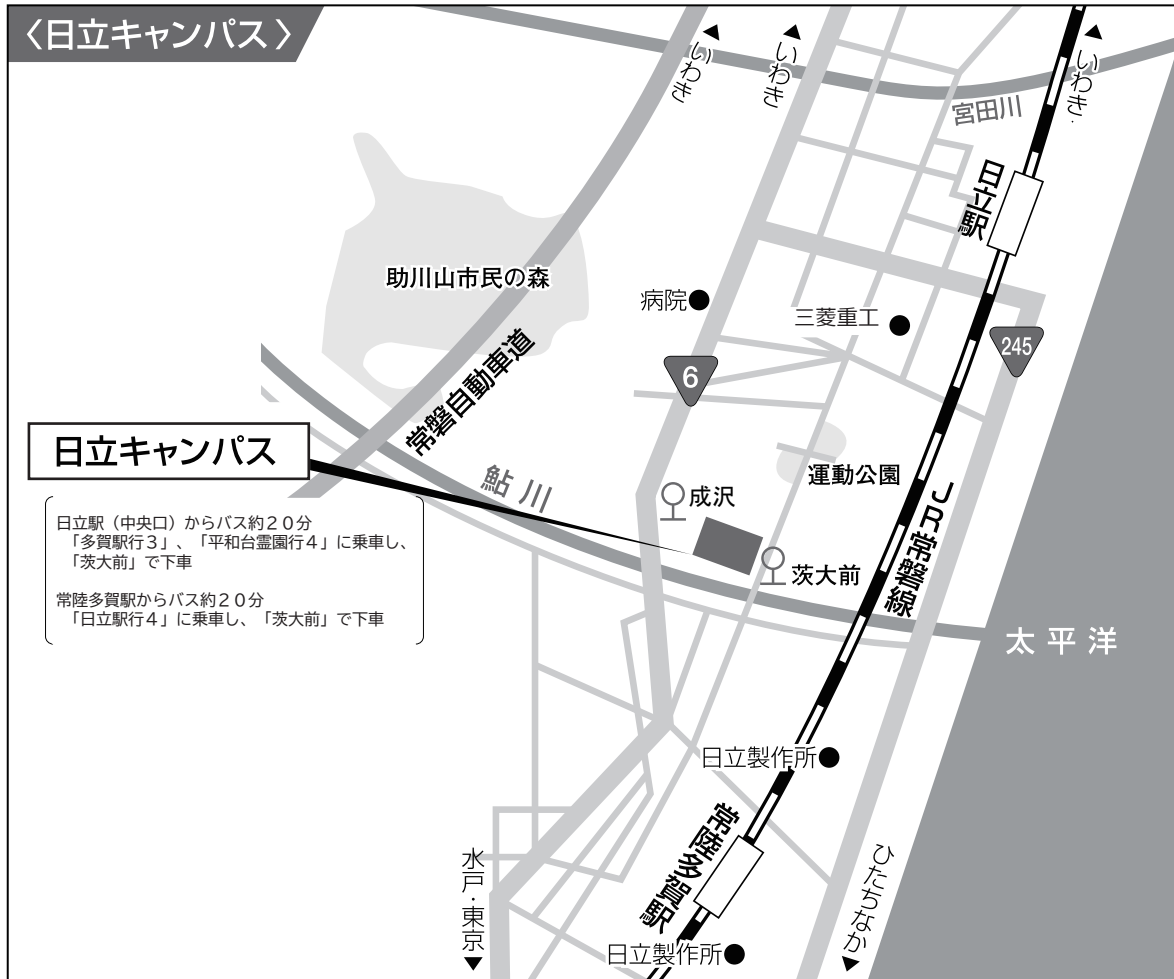 〈日立キャンパス〉
▲いわき
▲いわき
▲いわき
宮田川
日立駅
助川山市民の森
病院●
三菱重工●
245
6
常磐自動車道
日立キャンパス
鮎川
成沢
運動公園
JR常磐線
日立駅（中央口）からバス約２０分
「多賀駅行３」、「平和台霊園行４」に乗車し、
「茨大前」で下車
常陸多賀駅からバス約２０分
「日立駅行４」に乗車し、「茨大前」で下車
茨大前
太平洋
日立製作所●
常陸多賀駅
水戸・東京▼
ひたちなか▼
日立製作所●